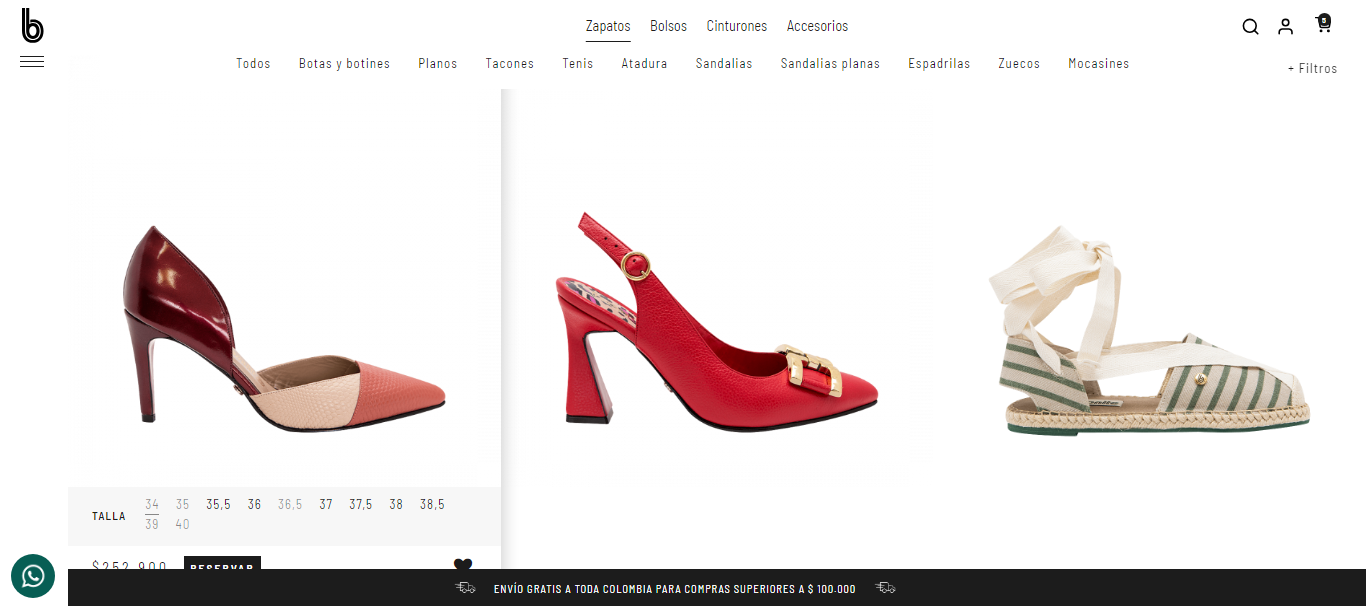 b
Zapatos Bolsos Cinturones Accesorios
5
Todos Botas y botines Planos Tacones Tenis Atadura Sandalias Sandalias planas Espadrilas Zuecos Mocasines
+ Filtros
TALLA
34 35 35,5 36 36,5 37 37,5 38 38,5
39 40
$252.900 RESERVAR
ENVÍO GRATIS A TODA COLOMBIA PARA COMPRAS SUPERIORES A $ 100.000